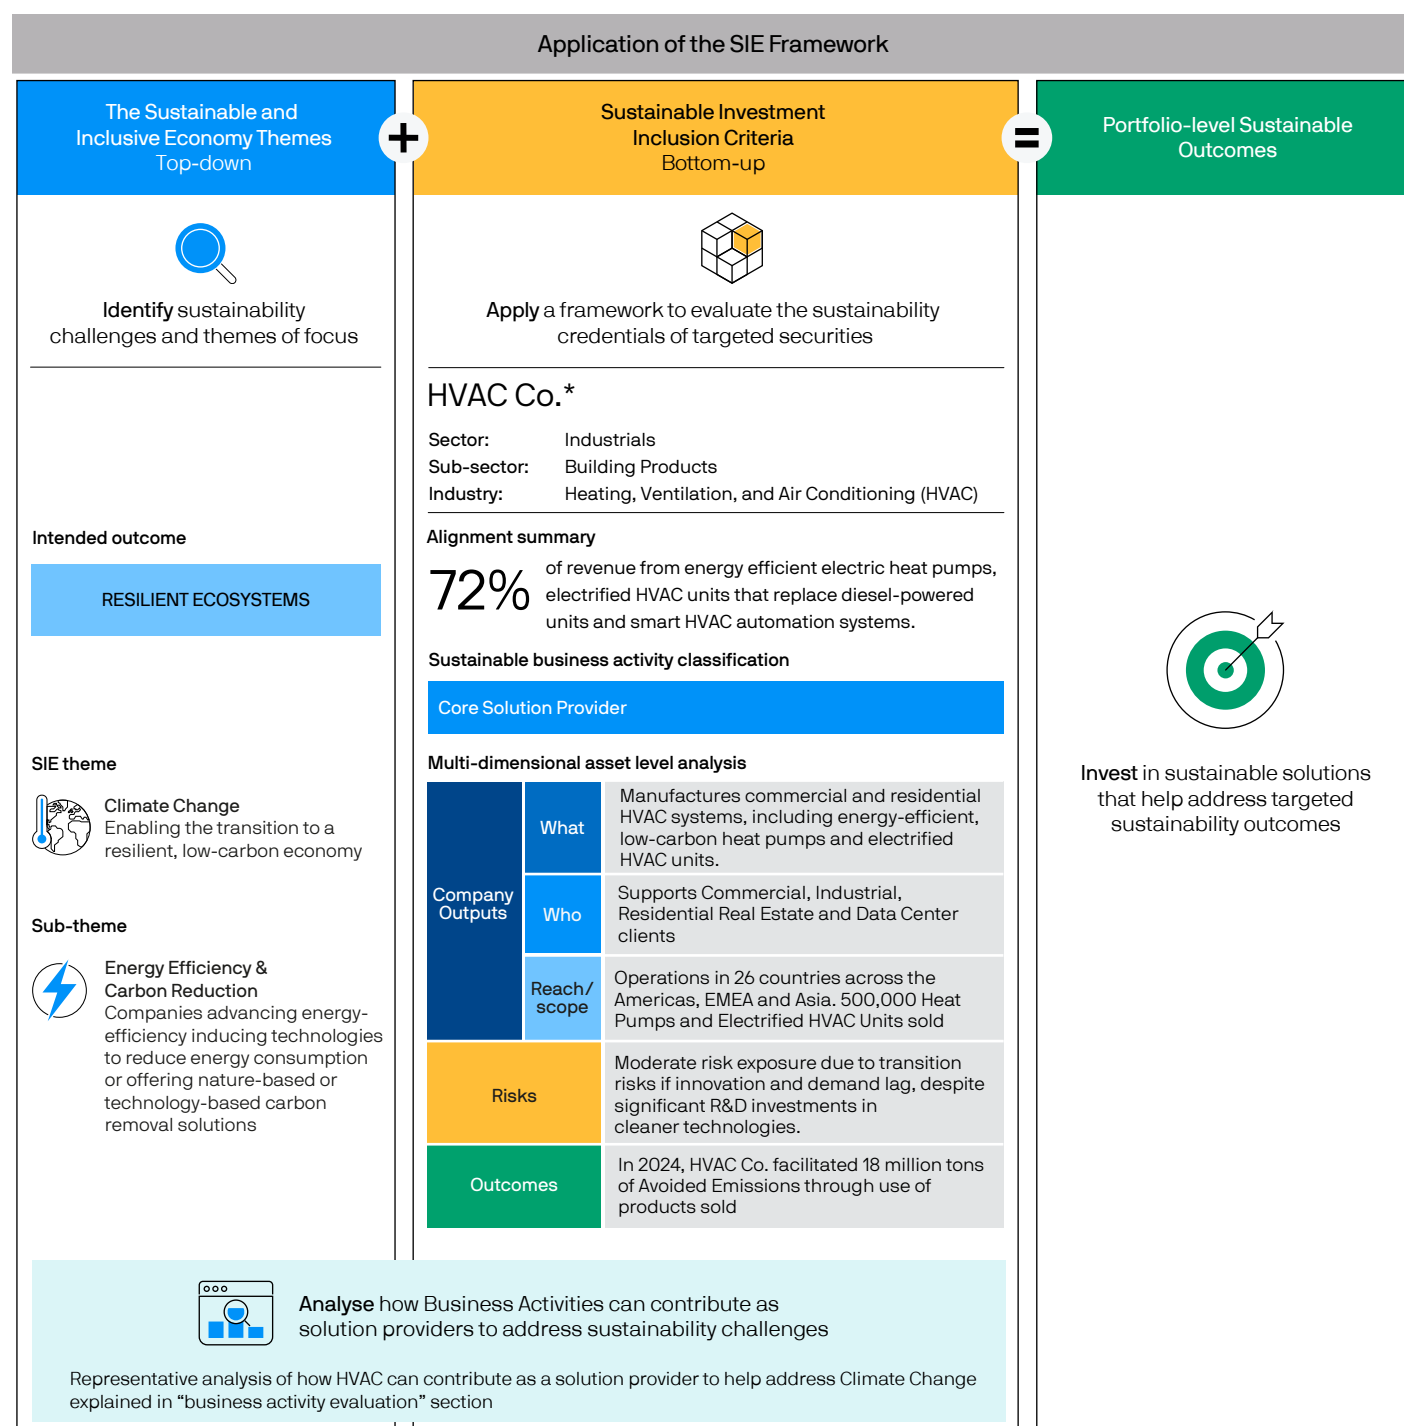 Application of the SIE Framework
The Sustainable and
Inclusive Economy Themes
Top-down
+
Sustainable Investment
Inclusion Criteria
Bottom-up
=
Portfolio-level Sustainable
Outcomes
Identify sustainability
challenges and themes of focus
Intended outcome
RESILIENT ECOSYSTEMS
SIE theme
Climate Change
Enabling the transition to a
resilient, low-carbon economy
Sub-theme
Energy Efficiency &
Carbon Reduction
Companies advancing energy-
efficiency inducing technologies
to reduce energy consumption
or offering nature-based or
technology-based carbon
removal solutions
Apply a framework to evaluate the sustainability
credentials of targeted securities
HVAC Co.*
Sector: Industrials
Sub-sector: Building Products
Industry: Heating, Ventilation, and Air Conditioning (HVAC)
Alignment summary
72%
of revenue from energy efficient electric heat pumps,
electrified HVAC units that replace diesel-powered
units and smart HVAC automation systems.
Sustainable business activity classification
Core Solution Provider
Multi-dimensional asset level analysis
Company
Outputs
What
Manufactures commercial and residential
HVAC systems, including energy-efficient,
low-carbon heat pumps and electrified
HVAC units.
Who
Supports Commercial, Industrial,
Residential Real Estate and Data Center
clients
Reach/
scope
Operations in 26 countries across the
Americas, EMEA and Asia. 500,000 Heat
Pumps and Electrified HVAC Units sold
Risks
Moderate risk exposure due to transition
risks if innovation and demand lag, despite
significant R&D investments in
cleaner technologies.
Outcomes
In 2024, HVAC Co. facilitated 18 million tons
of Avoided Emissions through use of
products sold
Invest in sustainable solutions
that help address targeted
sustainability outcomes
Analyse how Business Activities can contribute as
solution providers to address sustainability challenges
Representative analysis of how HVAC can contribute as a solution provider to help address Climate Change
explained in “business activity evaluation” section